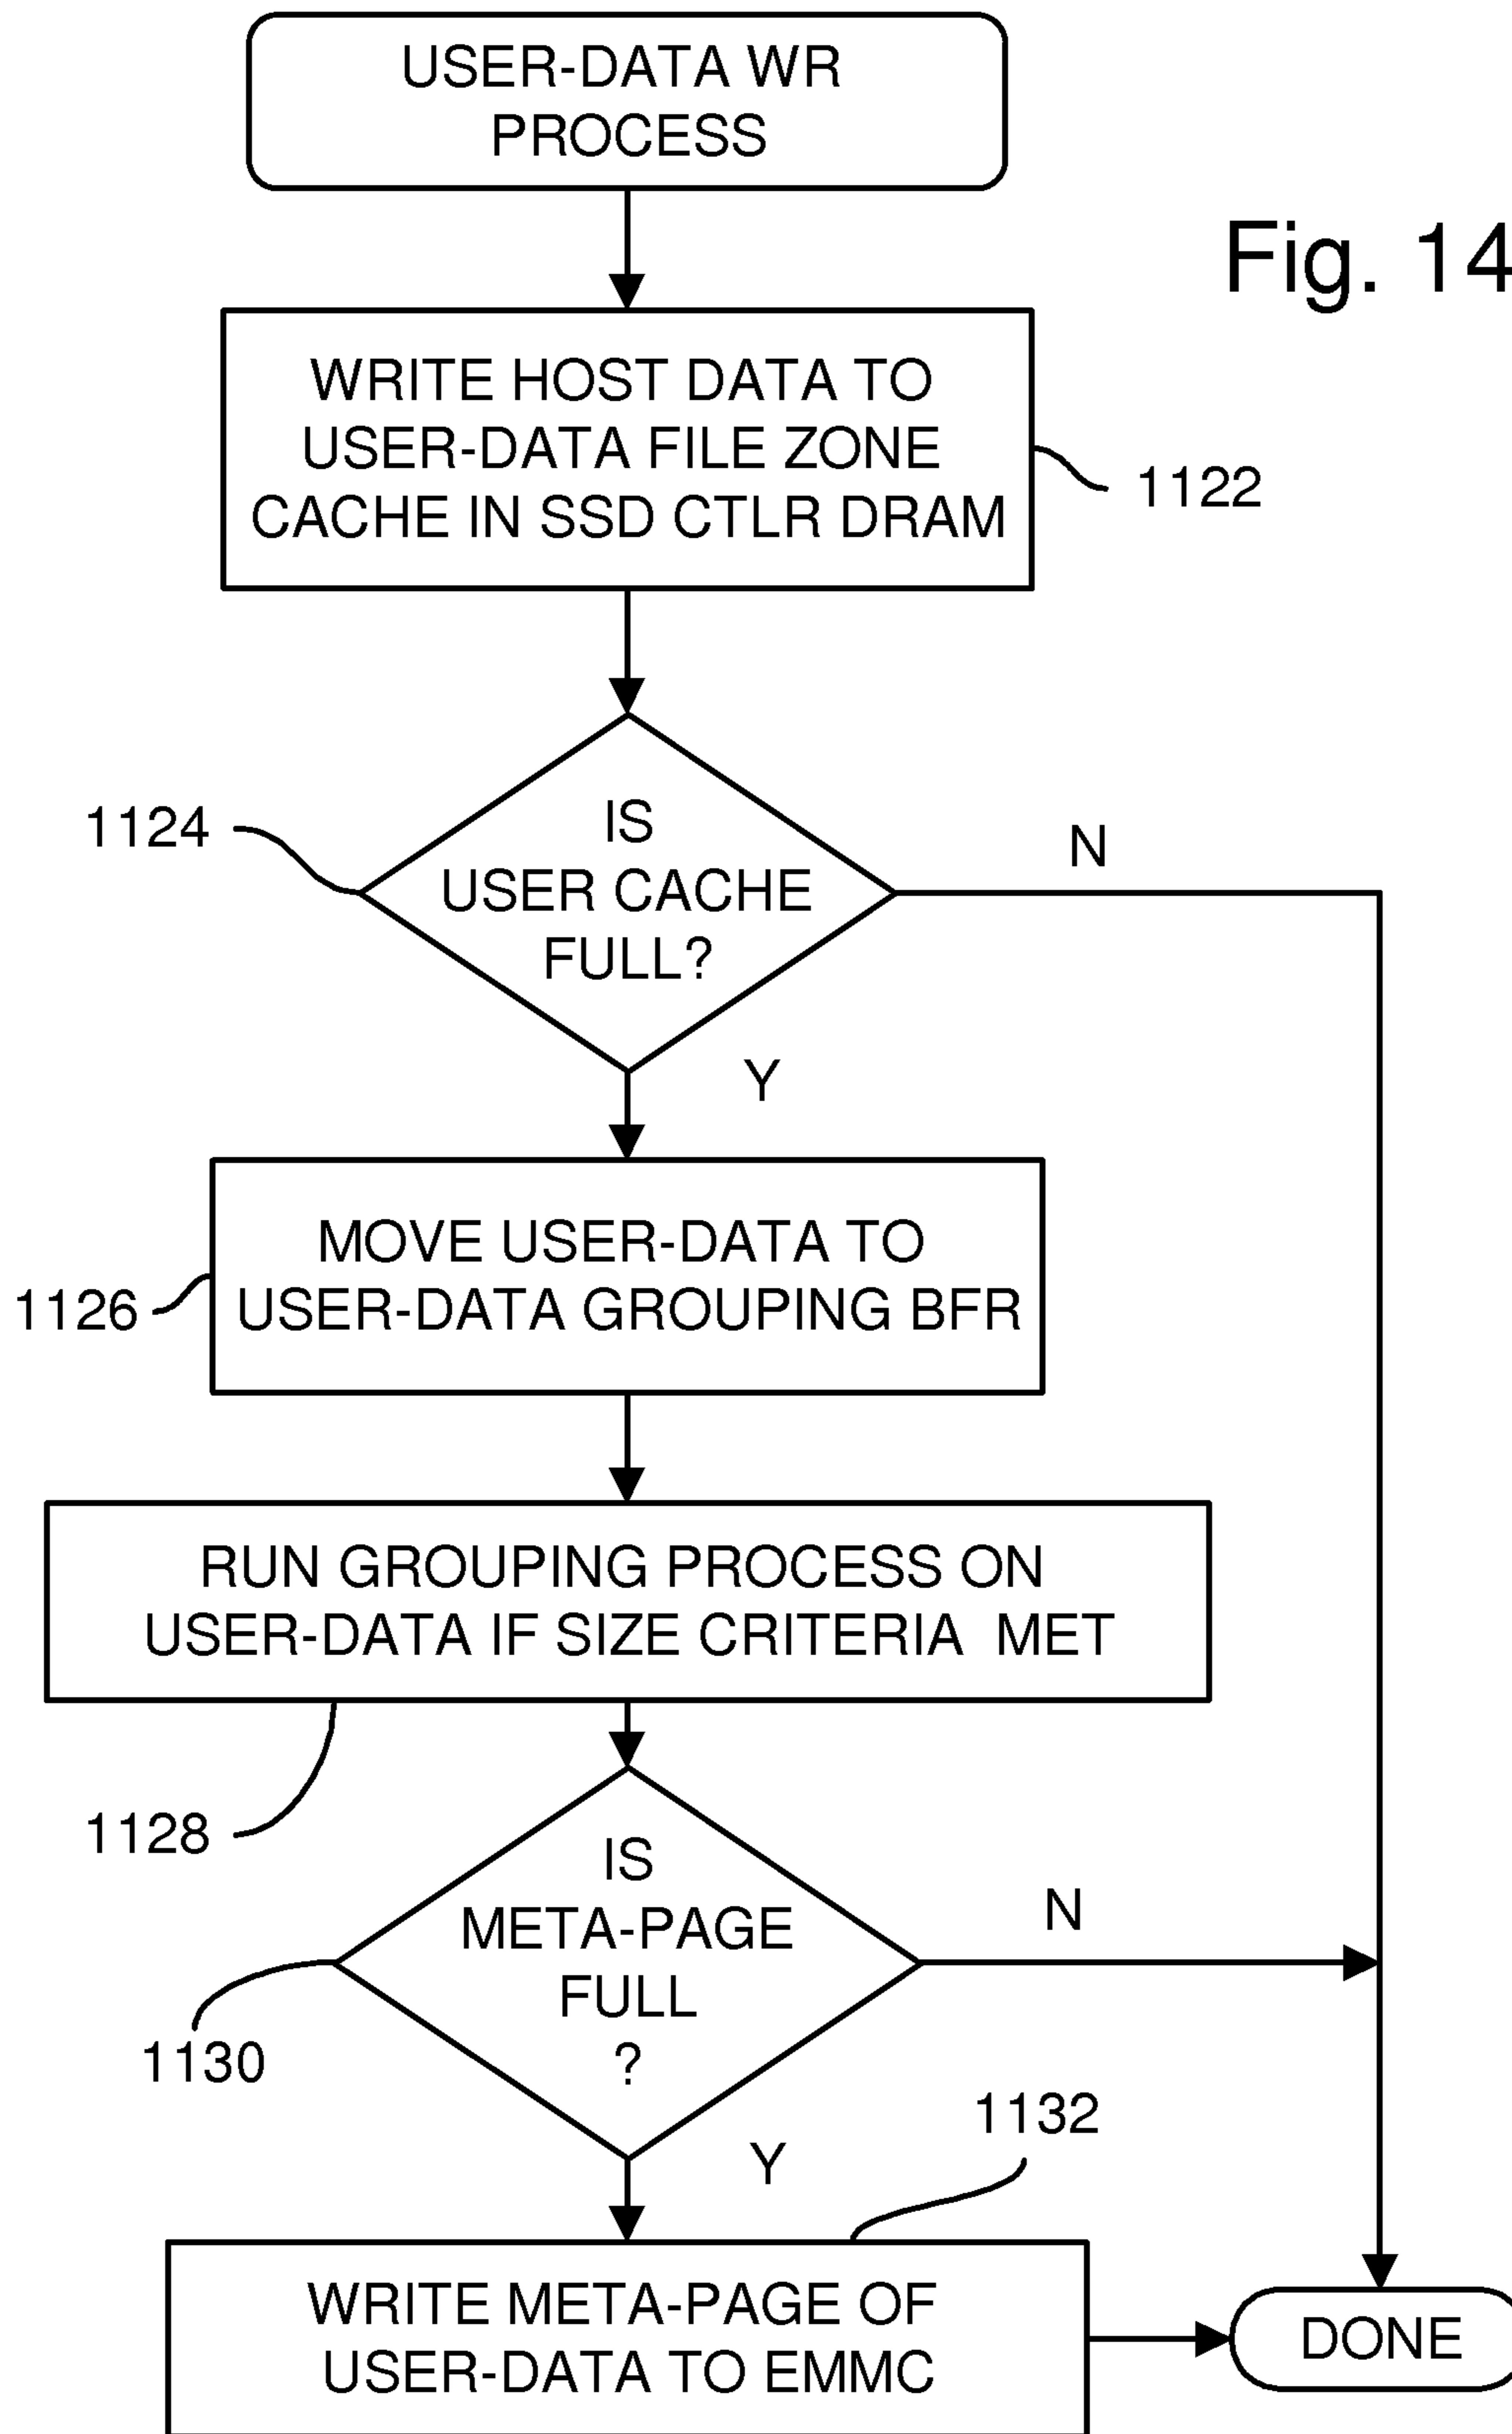 USER-DATA WR
PROCESS
Fig. 14
WRITE HOST DATA TO
USER-DATA FILE ZONE
CACHE IN SSD CTLR DRAM
1122
1124
IS
USER CACHE
FULL?
N
Y
MOVE USER-DATA TO
USER-DATA GROUPING BFR
1126
RUN GROUPING PROCESS ON
USER-DATA IF SIZE CRITERIA  MET
1128
IS
META-PAGE
FULL
?
N
1130
1132
Y
WRITE META-PAGE OF
USER-DATA TO EMMC
DONE